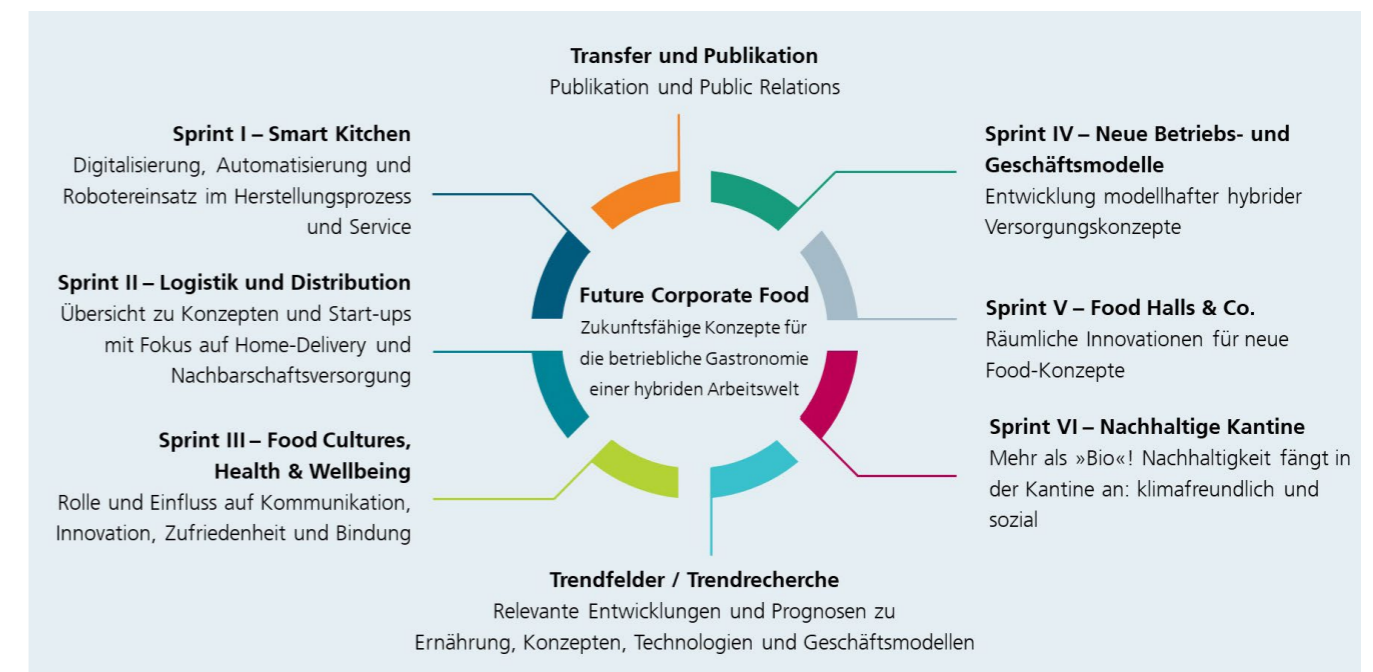 Transfer und Publikation
Publikation und Public Relations
Sprint I – Smart Kitchen
Digitalisierung, Automatisierung und
Robotereinsatz im Herstellungsprozess
und Service
Sprint II – Logistik und Distribution
Übersicht zu Konzepten und Start-ups
mit Fokus auf Home-Delivery und
Nachbarschaftsversorgung
Sprint III – Food Cultures,
Health & Wellbeing
Rolle und Einfluss auf Kommunikation,
Innovation, Zufriedenheit und Bindung
Future Corporate Food
Zukunftsfähige Konzepte für
die betriebliche Gastronomie
einer hybriden Arbeitswelt
Sprint IV – Neue Betriebs- und
Geschäftsmodelle
Entwicklung modellhafter hybrider
Versorgungskonzepte
Sprint V – Food Halls & Co.
Räumliche Innovationen für neue
Food-Konzepte
Sprint VI – Nachhaltige Kantine
Mehr als »Bio«! Nachhaltigkeit fängt in
der Kantine an: klimafreundlich und
sozial
Trendfelder / Trendrecherche
Relevante Entwicklungen und Prognosen zu
Ernährung, Konzepten, Technologien und Geschäftsmodellen